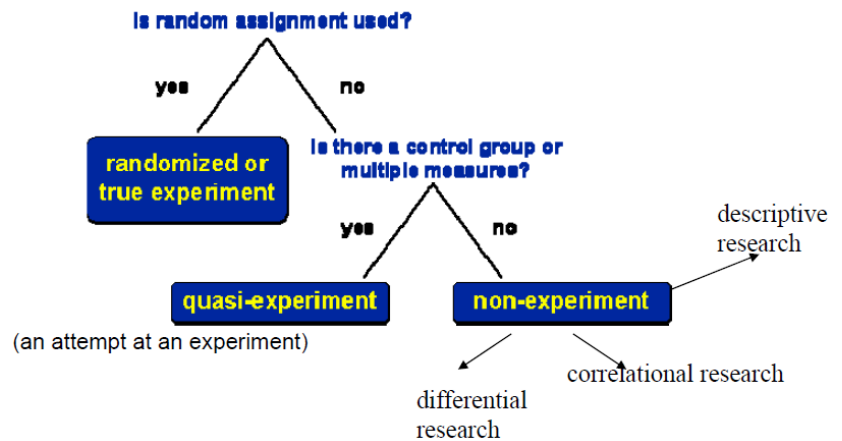 Is random assignment used?
yes
no
randomized or
true experiment
Is there a control group or
multiple measures?
yes
no
descriptive
research
quasi-experiment
non-experiment
(an attempt at an experiment)
differential
research
correlational research